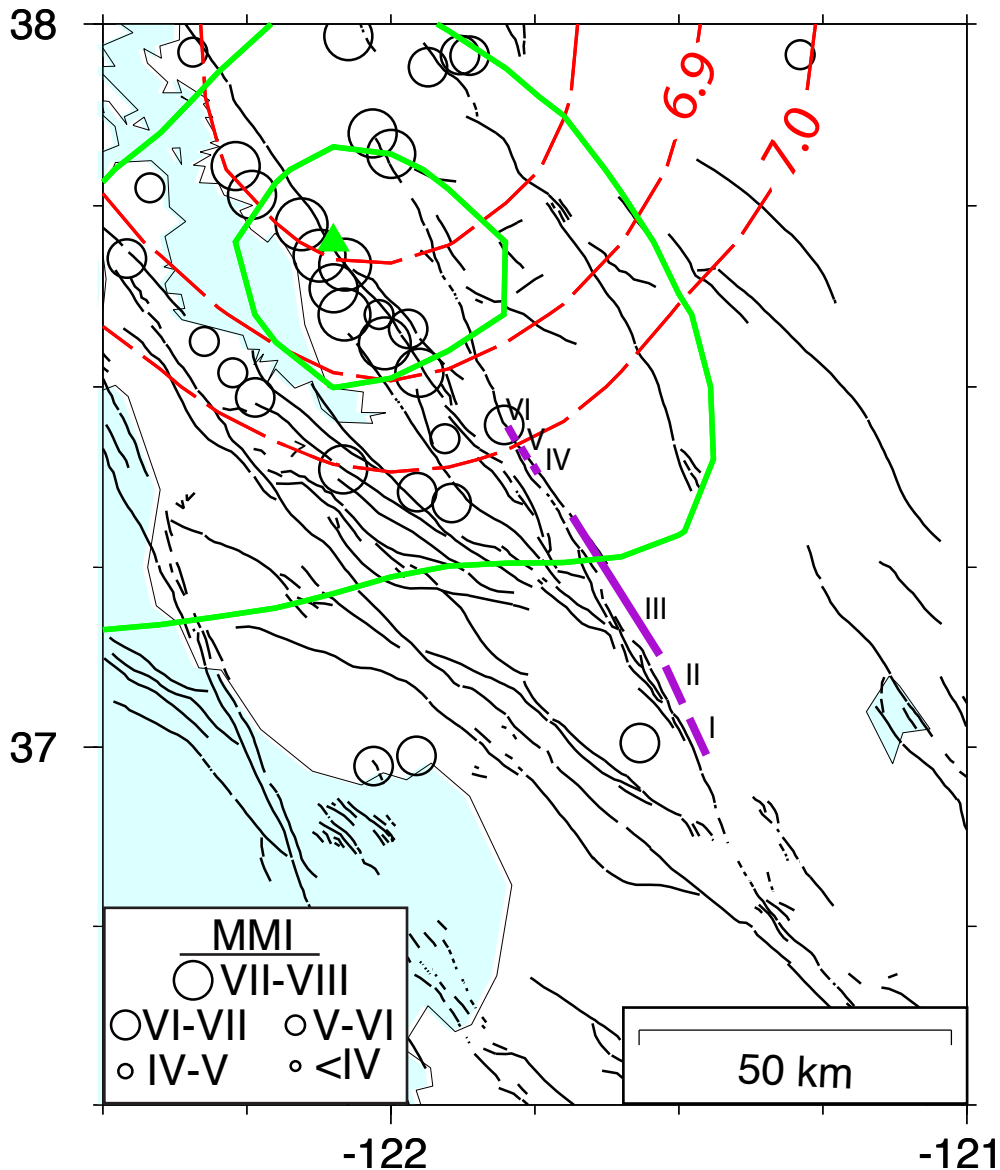 38
6.9
7.0
VI
V
IV
III
II
I
37
MMI
VII-VIII
VI-VII V-VI
IV-V <IV
50 km
-122 -121